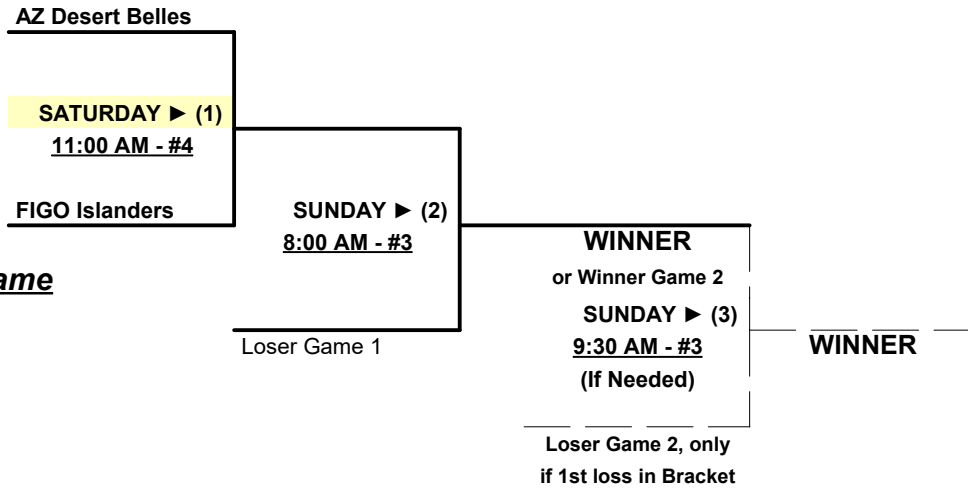 AZ Desert Belles
SATURDAY ► (1)
11:00 AM - #4
FIGO Islanders
SUNDAY ► (2)
8:00 AM - #3
WINNER
or Winner Game 2
SUNDAY ► (3)
Loser Game 1
9:30 AM - #3
WINNER
(If Needed)
Loser Game 2, only
if 1st loss in Bracket